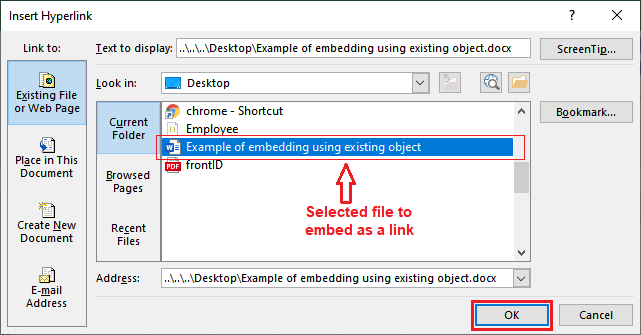 Insert Hyperlink
? ×
Link to:
Text to display: ..\..\..\Desktop\Example of embedding using existing object.docx
ScreenTip...
Existing File
or Web Page
Look in: Desktop
Place in This
Document
Create New
Document
E-mail
Address
Current
Folder
Browsed
Pages
Recent
Files
chrome - Shortcut
Employee
W Example of embedding using existing object
PDF frontID
Selected file to
embed as a link
Bookmark...
Address: ..\..\..\Desktop\Example of embedding using existing object.docx
OK
Cancel